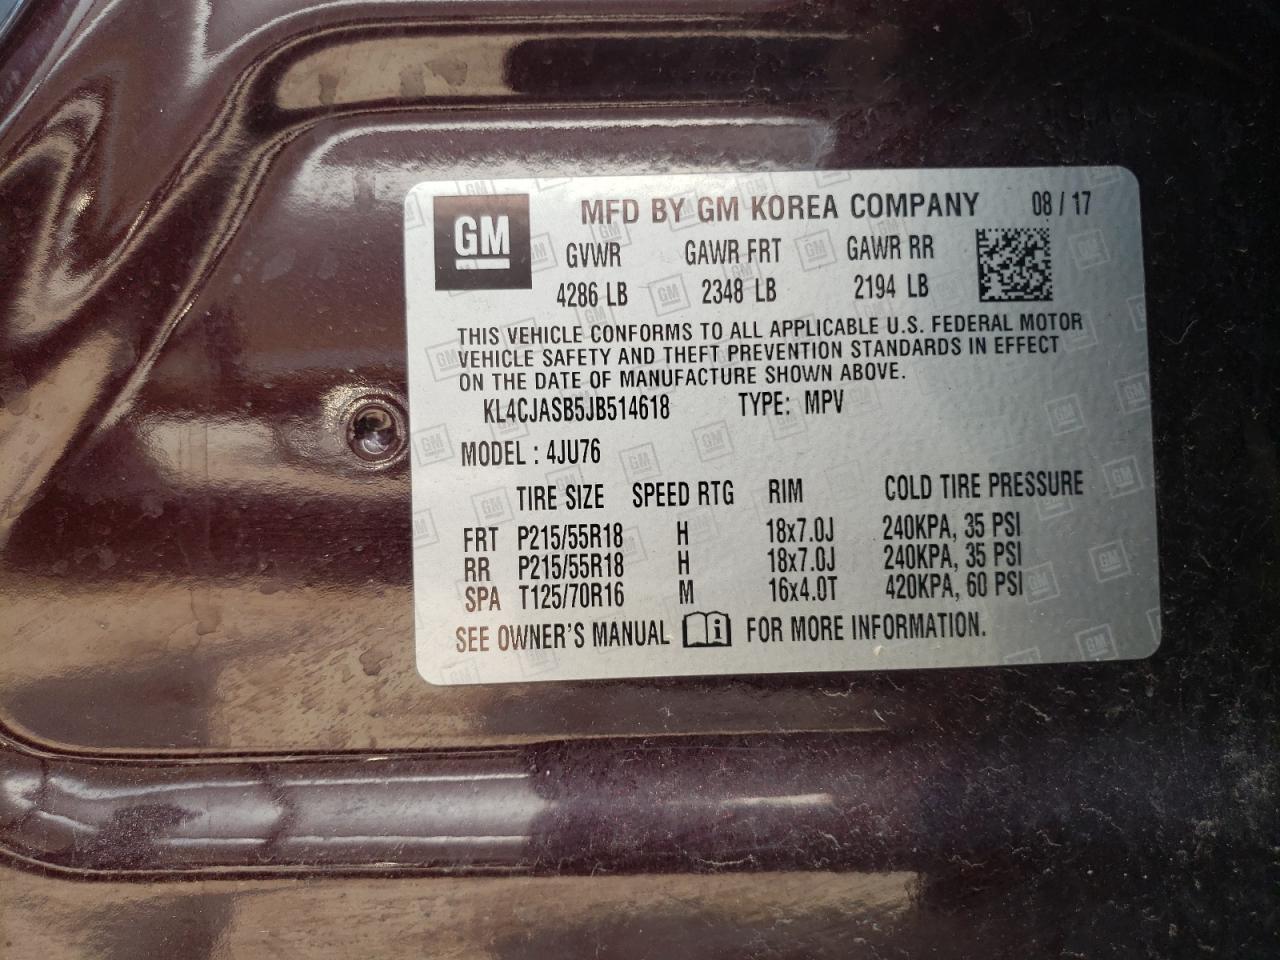 GM MFD BY GM KOREA COMPANY 08 / 17
GVWR GAWR FRT GAWR RR
4286 LB 2348 LB 2194 LB
THIS VEHICLE CONFORMS TO ALL APPLICABLE U.S. FEDERAL MOTOR
VEHICLE SAFETY AND THEFT PREVENTION STANDARDS IN EFFECT
ON THE DATE OF MANUFACTURE SHOWN ABOVE.
KL4CJASB5JB514618 TYPE: MPV
MODEL : 4JU76
TIRE SIZE SPEED RTG RIM COLD TIRE PRESSURE
FRT P215/55R18 H 18x7.0J 240KPA, 35 PSI
RR P215/55R18 H 18x7.0J 240KPA, 35 PSI
SPA T125/70R16 M 16x4.0T 420KPA, 60 PSI
SEE OWNER'S MANUAL i FOR MORE INFORMATION.